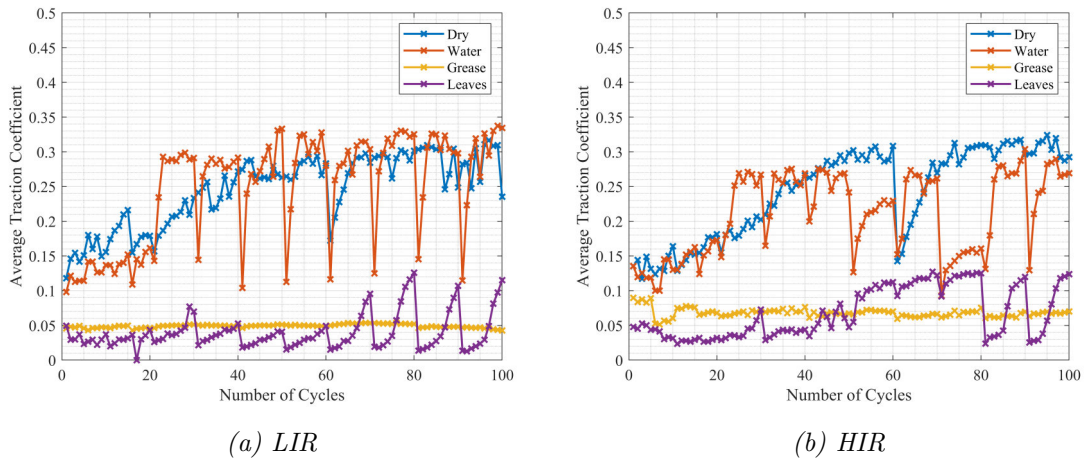 0.5
0.45
0.4
0.35
0.3
0.25
0.2
0.15
0.1
0.05
0
Average Traction Coefficient
Dry
Water
Grease
Leaves
0 20 40 60 80 100
Number of Cycles
(a) LIR
0.5
0.45
0.4
0.35
0.3
0.25
0.2
0.15
0.1
0.05
0
Average Traction Coefficient
Dry
Water
Grease
Leaves
0 20 40 60 80 100
Number of Cycles
(b) HIR